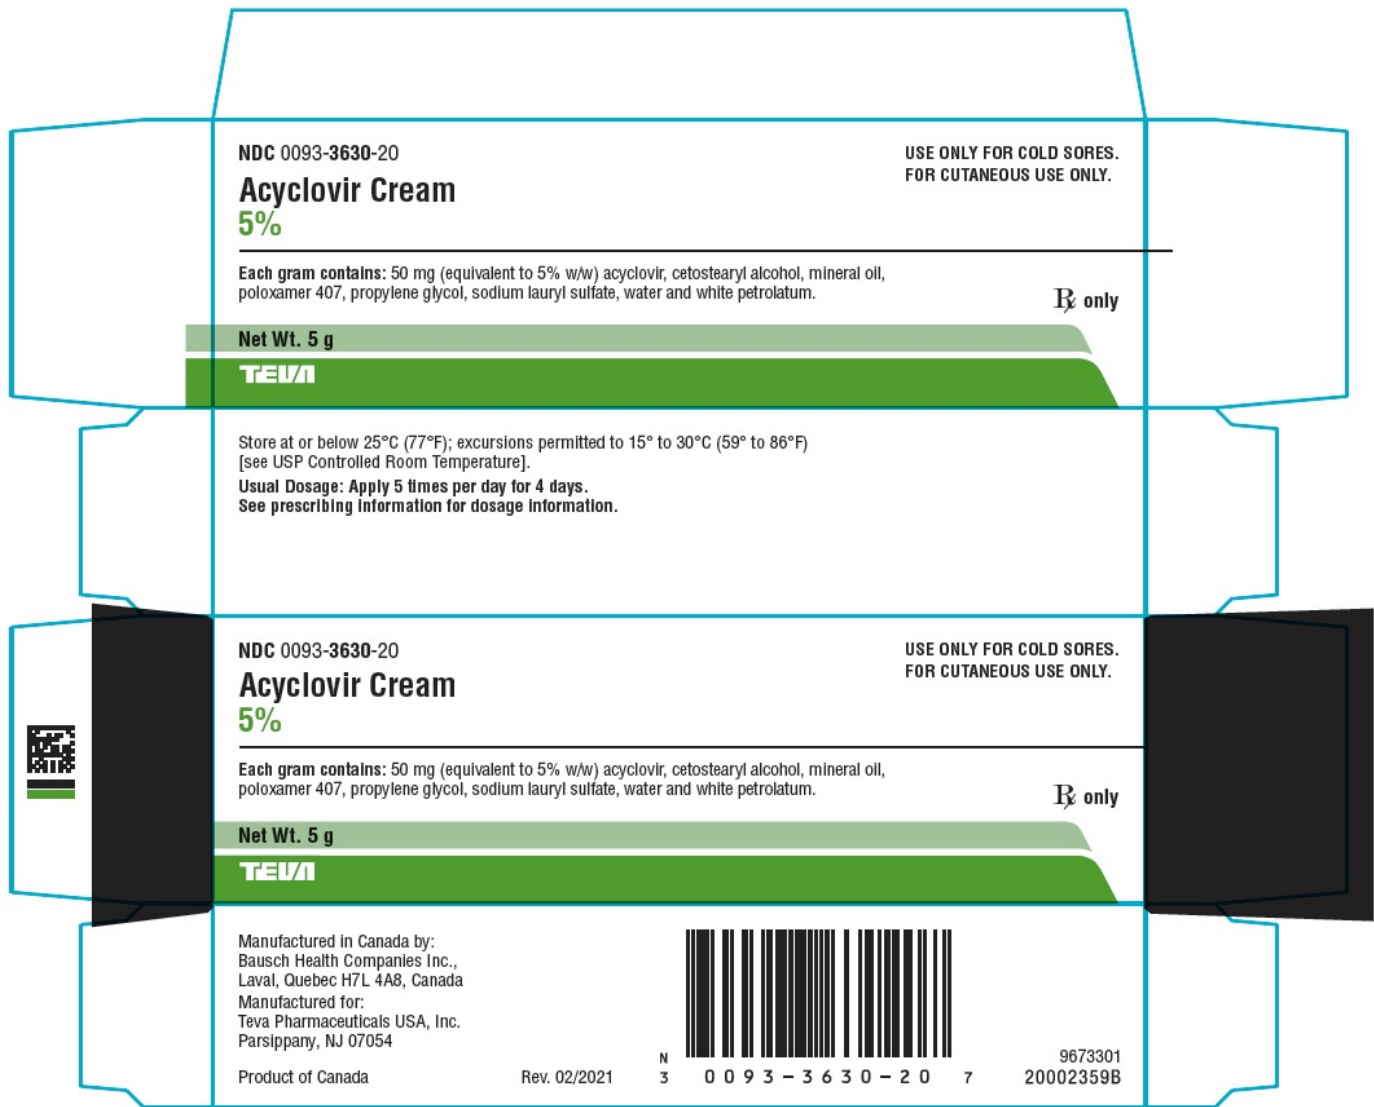 NDC 0093-3630-20
USE ONLY FOR COLD SORES.
FOR CUTANEOUS USE ONLY.
Acyclovir Cream
5%
Each gram contains: 50 mg (equivalent to 5% w/w) acyclovir, cetostearyl alcohol, mineral oil,
poloxamer 407, propylene glycol, sodium lauryl sulfate, water and white petrolatum.
℞ only
Net Wt. 5 g
TEVA
Store at or below 25°C (77°F); excursions permitted to 15° to 30°C (59° to 86°F)
[see USP Controlled Room Temperature].
Usual Dosage: Apply 5 times per day for 4 days.
See prescribing information for dosage information.
NDC 0093-3630-20
USE ONLY FOR COLD SORES.
FOR CUTANEOUS USE ONLY.
Acyclovir Cream
5%
Each gram contains: 50 mg (equivalent to 5% w/w) acyclovir, cetostearyl alcohol, mineral oil,
poloxamer 407, propylene glycol, sodium lauryl sulfate, water and white petrolatum.
℞ only
Net Wt. 5 g
TEVA
Manufactured in Canada by:
Bausch Health Companies Inc.,
Laval, Quebec H7L 4A8, Canada
Manufactured for:
Teva Pharmaceuticals USA, Inc.
Parsippany, NJ 07054
Product of Canada
Rev. 02/2021
N
3 0093-3630-20 7
9673301
20002359B